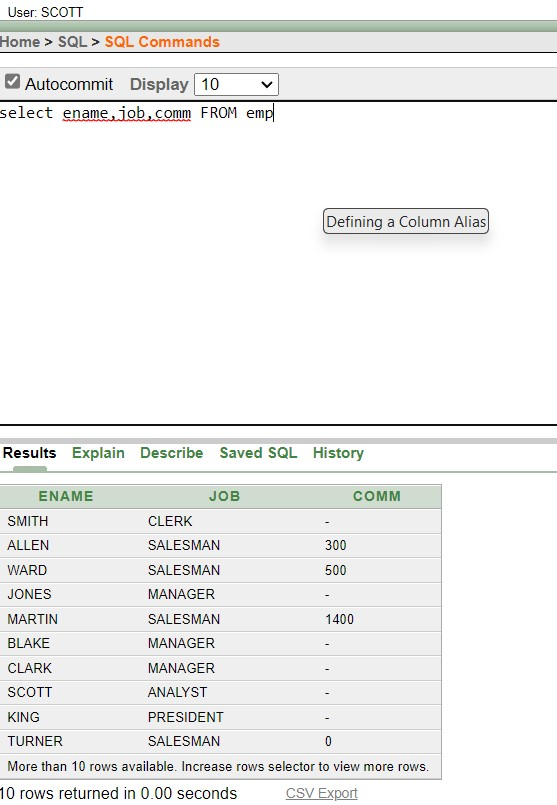 User: SCOTT
Home > SQL > SQL Commands
Autocommit Display 10
select ename,job,comm FROM emp
Defining a Column Alias
Results Explain Describe Saved SQL History
ENAME JOB COMM
SMITH CLERK -
ALLEN SALESMAN 300
WARD SALESMAN 500
JONES MANAGER -
MARTIN SALESMAN 1400
BLAKE MANAGER -
CLARK MANAGER -
SCOTT ANALYST -
KING PRESIDENT -
TURNER SALESMAN 0
More than 10 rows available. Increase rows selector to view more rows.
10 rows returned in 0.00 seconds CSV Export